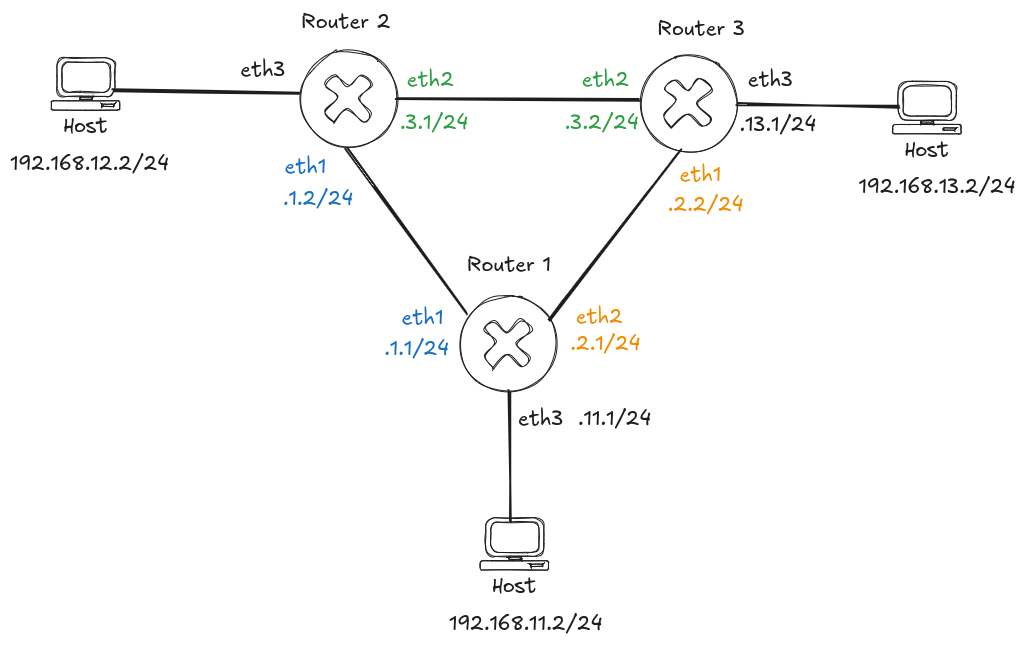 Router 2
Router 3
eth3
eth2
eth2
eth3
.3.1/24
.3.2/24
.13.1/24
Host
192.168.12.2/24
Host
192.168.13.2/24
eth1
.1.2/24
eth1
.2.2/24
Router 1
eth1
.1.1/24
eth2
.2.1/24
eth3 .11.1/24
Host
192.168.11.2/24